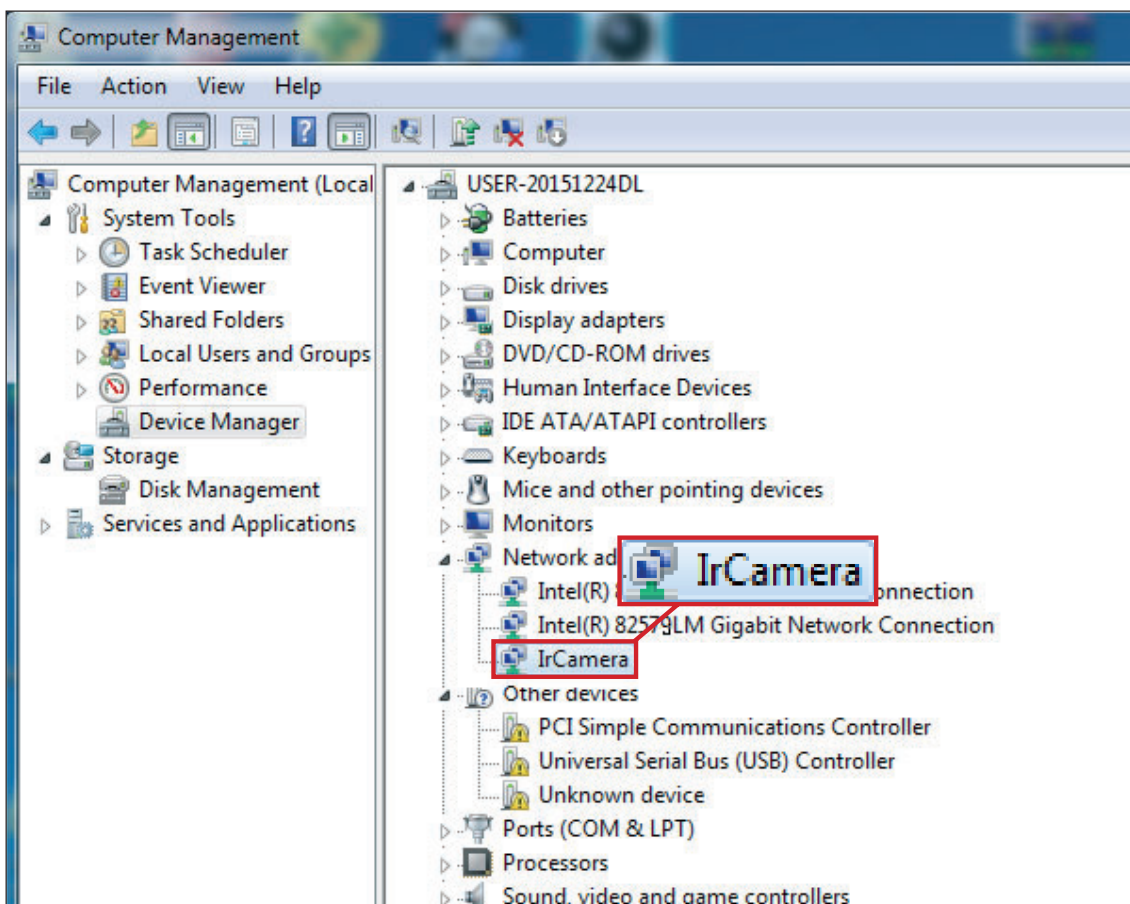 Computer Management
File Action View Help
Computer Management (Local
System Tools
Task Scheduler
Event Viewer
Shared Folders
Local Users and Groups
Performance
Device Manager
Storage
Disk Management
Services and Applications
USER-20151224DL
Batteries
Computer
Disk drives
Display adapters
DVD/CD-ROM drives
Human Interface Devices
IDE ATA/ATAPI controllers
Keyboards
Mice and other pointing devices
Monitors
Network ad
IrCamera
Intel(R) 8 onnection
Intel(R) 82579LM Gigabit Network Connection
IrCamera
Other devices
PCI Simple Communications Controller
Universal Serial Bus (USB) Controller
Unknown device
Ports (COM & LPT)
Processors
Sound, video and game controllers